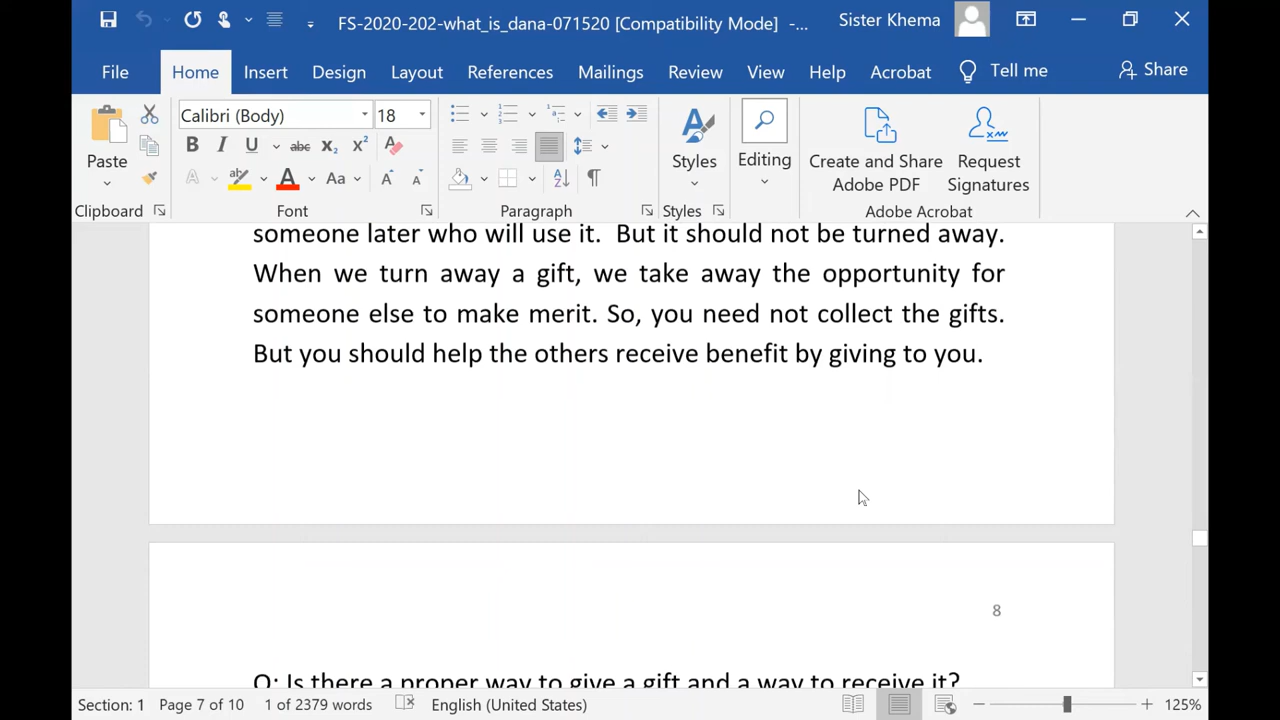 FS-2020-202-what_is_dana-071520 [Compatibility Mode] -...
Sister Khema
File Home Insert Design Layout References Mailings Review View Help Acrobat Tell me Share
Calibri (Body) 18
Paste
Styles
Editing
Create and Share Adobe PDF
Request Signatures
Clipboard Font Paragraph Styles Adobe Acrobat
someone later who will use it. But it should not be turned away.
When we turn away a gift, we take away the opportunity for
someone else to make merit. So, you need not collect the gifts.
But you should help the others receive benefit by giving to you.
8
Q: Is there a proper way to give a gift and a way to receive it?
Section: 1 Page 7 of 10 1 of 2379 words English (United States) 125%